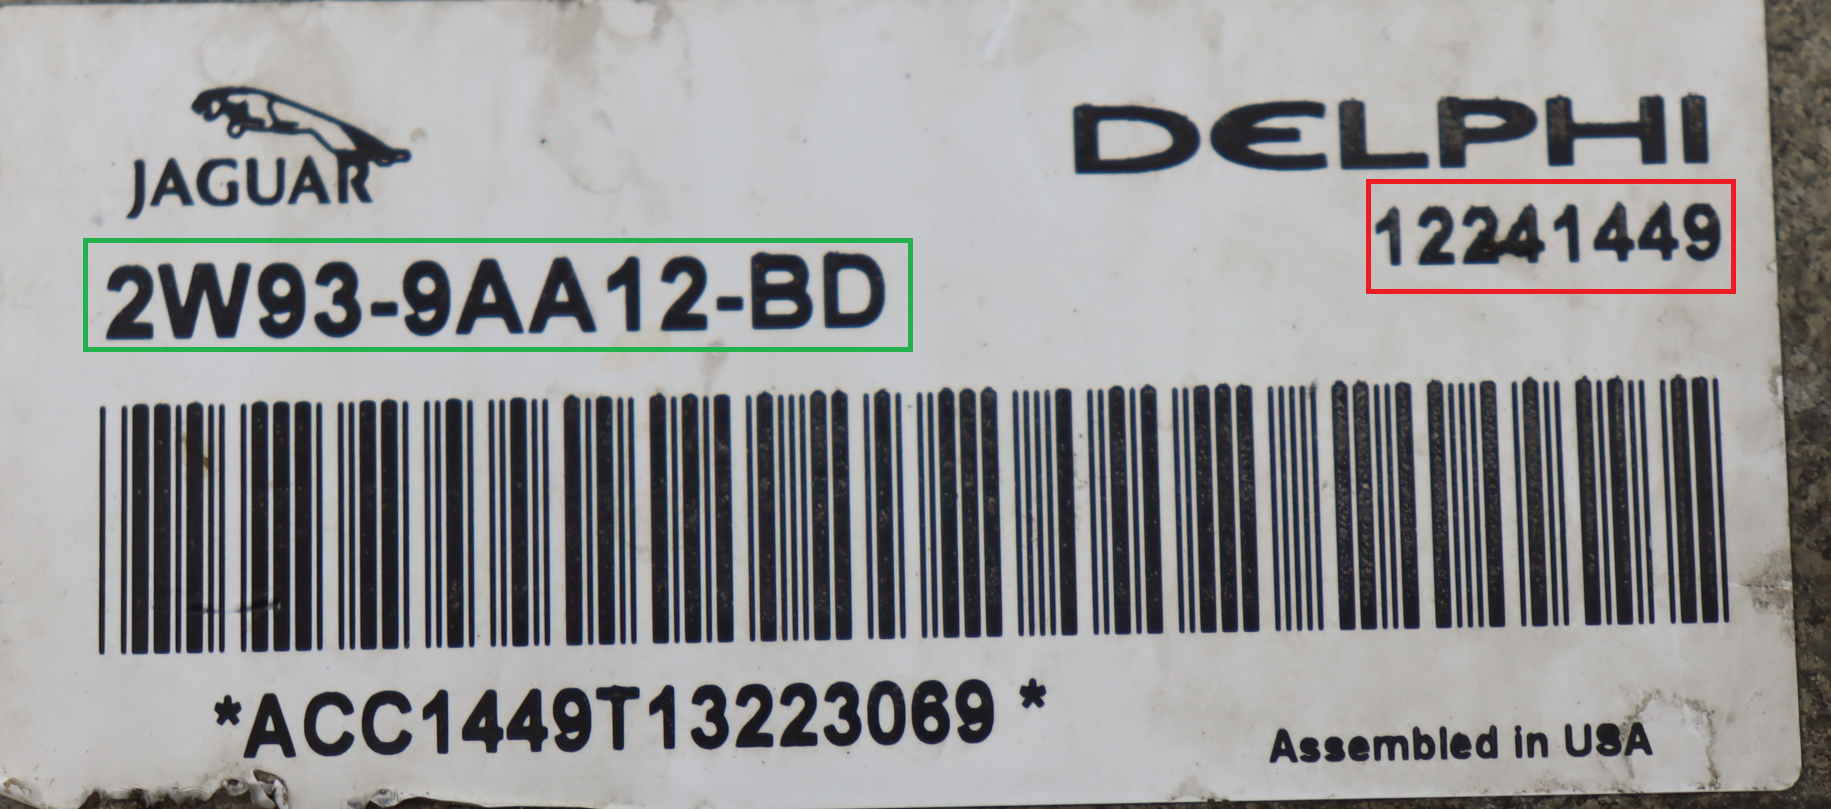 JAGUAR
DELPHI
12241449
2W93-9AA12-BD
*ACC1449T13223069 *
Assembled in USA